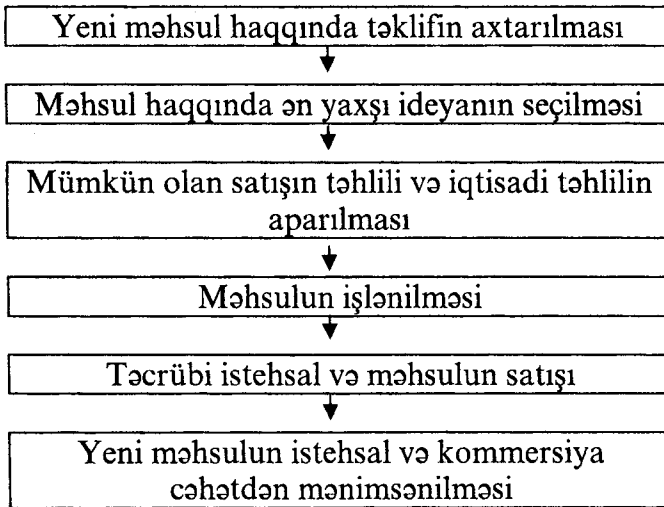 Yeni məhsul haqqında təklifin axtarılması
Məhsul haqqında ən yaxşı ideyanın seçilməsi
Mümkün olan satışın təhlili və iqtisadi təhlilin
aparılması
Məhsulun işlənilməsi
Təcrübi istehsal və məhsulun satışı
Yeni məhsulun istehsal və kommersiya
cəhətdən mənimsənilməsi